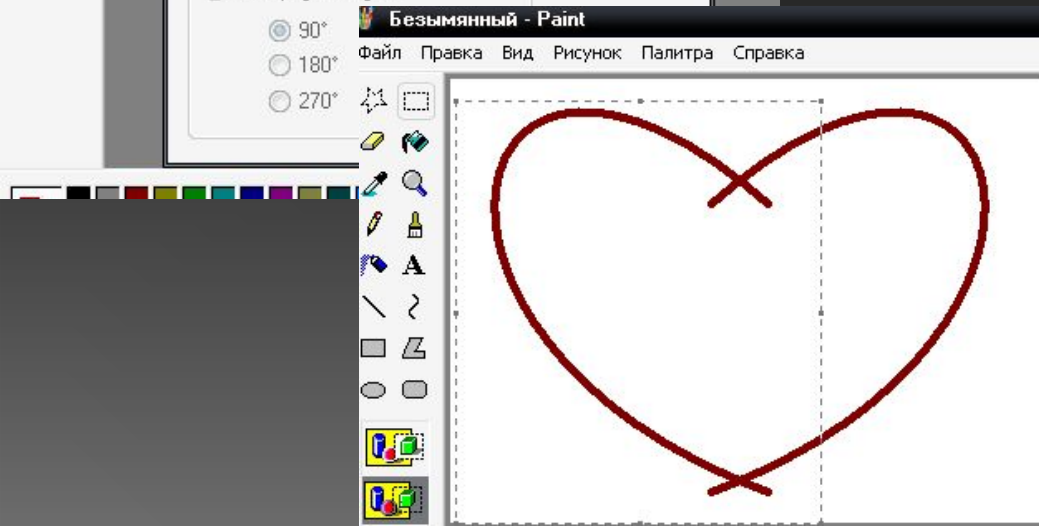 90°
180°
270°
Безымянный - Paint
Файл Правка Вид Рисунок Палитра Справка
A